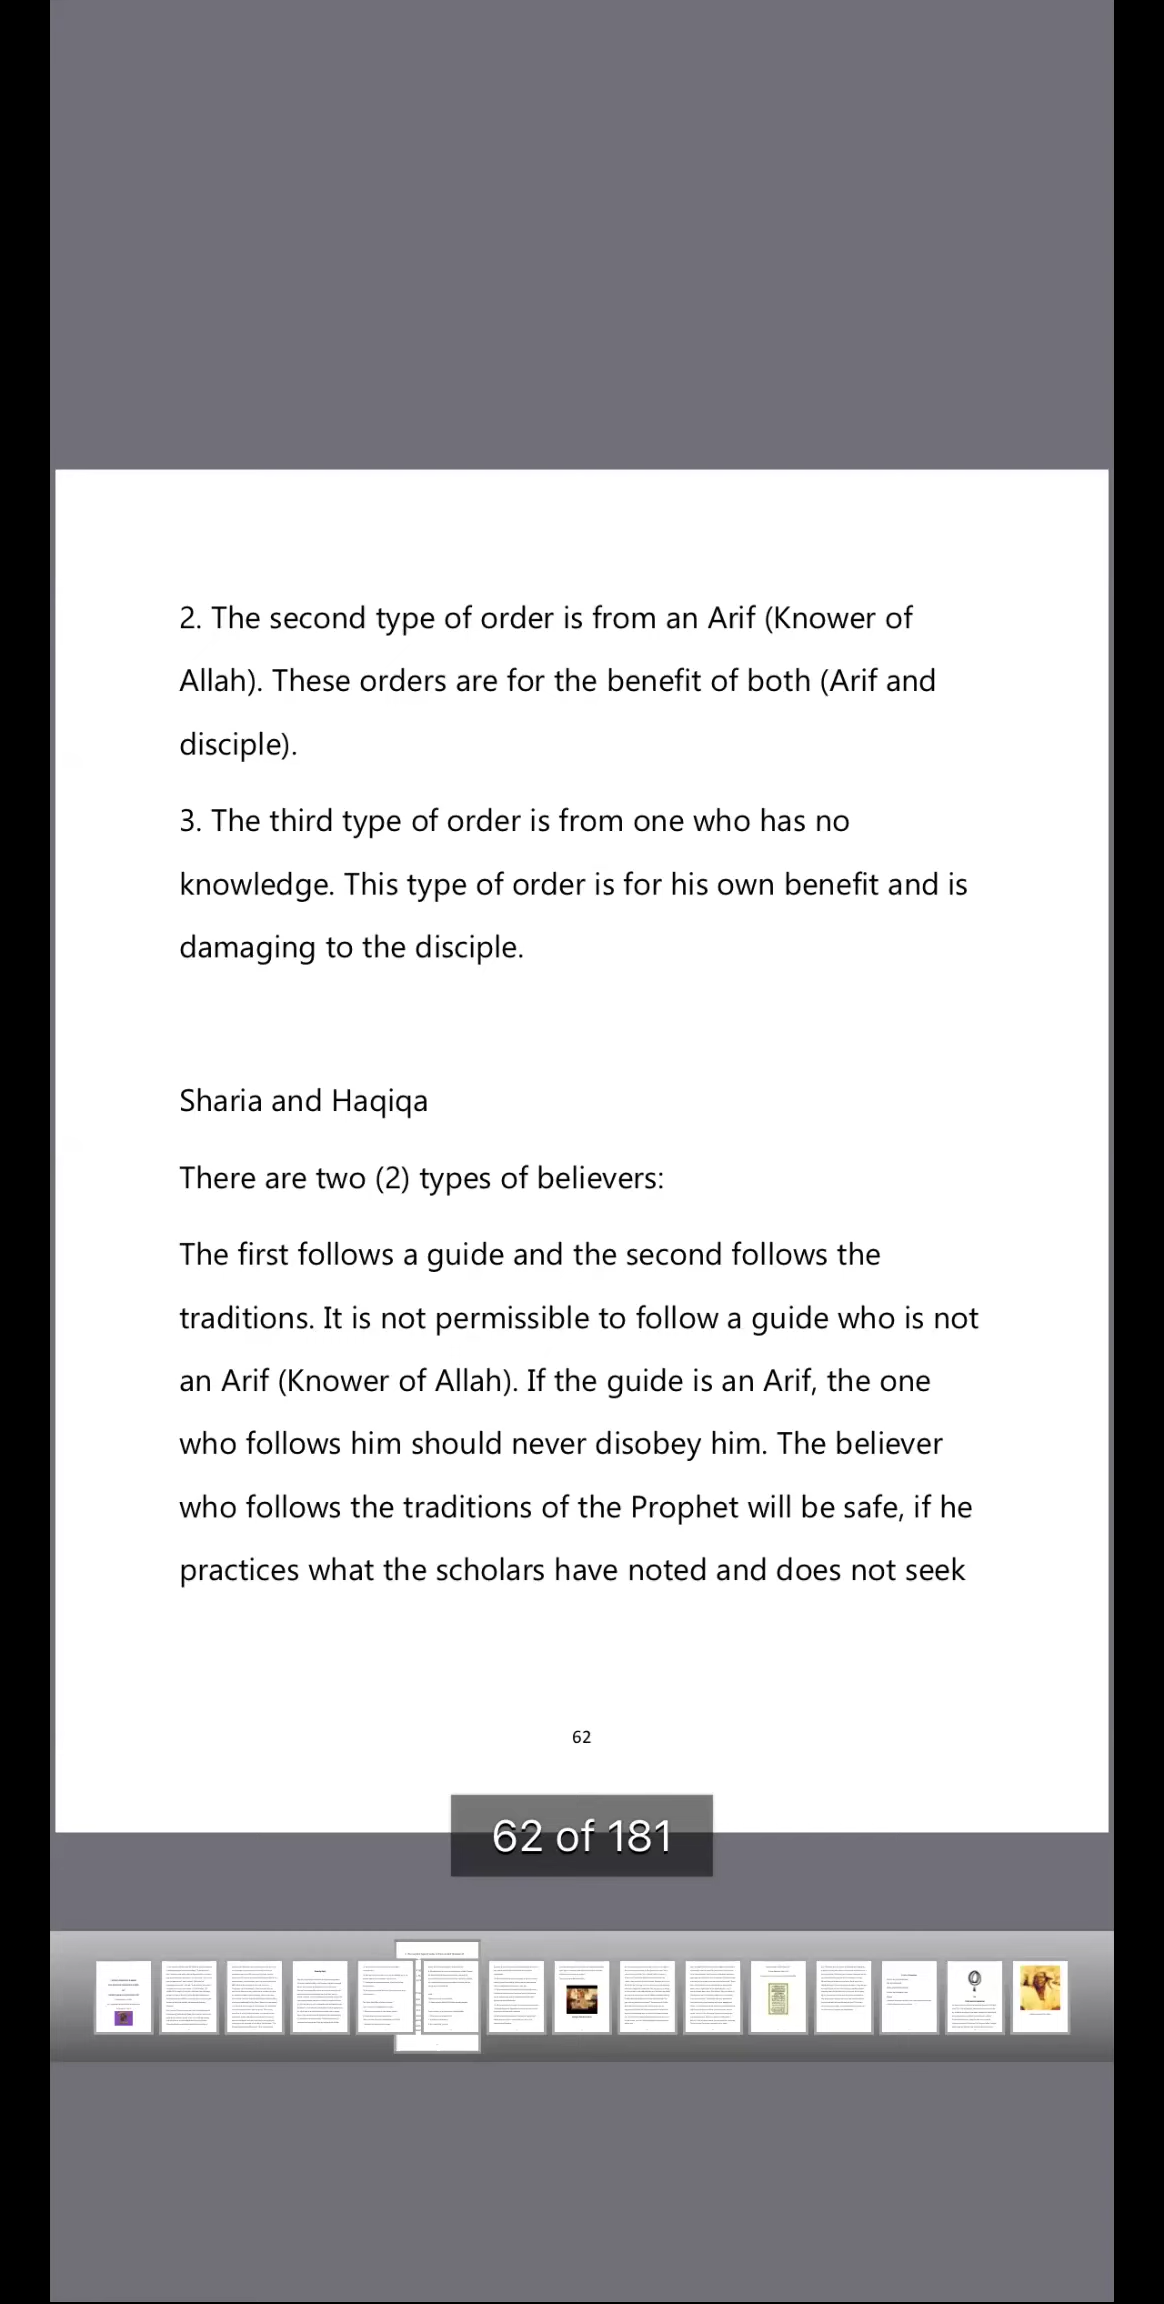 2. The second type of order is from an Arif (Knower of
Allah). These orders are for the benefit of both (Arif and
disciple).
3. The third type of order is from one who has no
knowledge. This type of order is for his own benefit and is
damaging to the disciple.
Sharia and Haqiqa
There are two (2) types of believers:
The first follows a guide and the second follows the
traditions. It is not permissible to follow a guide who is not
an Arif (Knower of Allah). If the guide is an Arif, the one
who follows him should never disobey him. The believer
who follows the traditions of the Prophet will be safe, if he
practices what the scholars have noted and does not seek
62
62 of 181